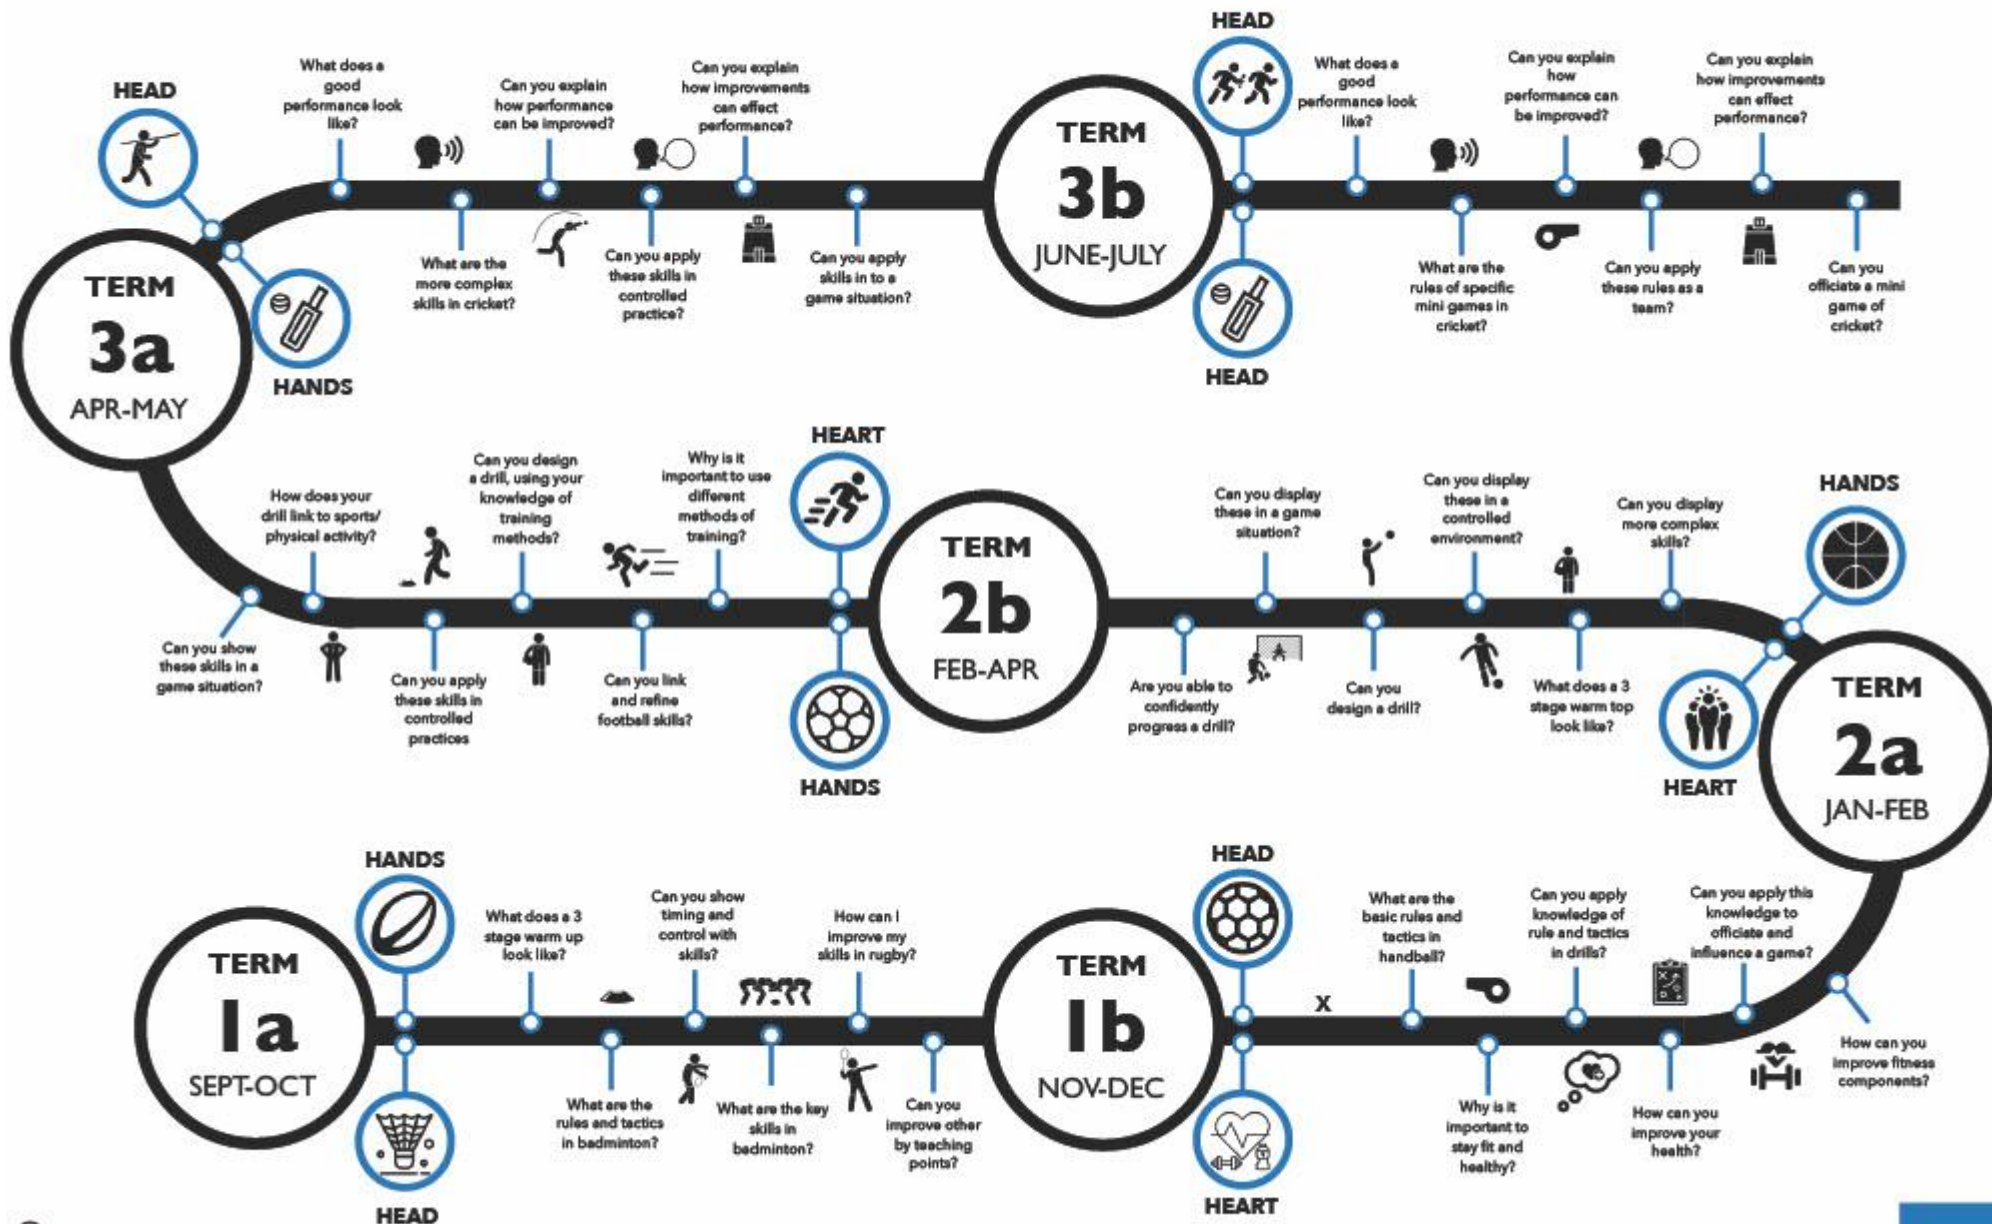 HEAD
What does a
good
performance look
like?
Can you explain
how performance
can be improved?
Can you explain
how improvements
can effect
performance?
TERM
3a
APR-MAY
HANDS
What are the
more complex
skills in cricket?
Can you apply
these skills in
controlled
practice?
Can you apply
skills in to a
game situation?
TERM
3b
JUNE-JULY
HEAD
What does a
good
performance look
like?
Can you explain
how
performance can
be improved?
Can you explain
how improvements
can effect
performance?
HEAD
What are the
rules of specific
mini games in
cricket?
Can you apply
these rules as a
team?
Can you
officiate a mini
game of
cricket?
How does your
drill link to sports/
physical activity?
Can you design
a drill, using your
knowledge of
training
methods?
Why is it
important to use
different
methods of
training?
HEART
Can you show
these skills in a
game situation?
Can you apply
these skills in
controlled
practices
Can you link
and refine
football skills?
HANDS
TERM
2b
FEB-APR
Can you display
these in a game
situation?
Can you display
these in a
controlled
environment?
Can you display
more complex
skills?
HANDS
Are you able to
confidently
progress a drill?
Can you
design a drill?
What does a 3
stage warm top
look like?
HEART
TERM
2a
JAN-FEB
TERM
1a
SEPT-OCT
HANDS
What does a 3
stage warm up
look like?
Can you show
timing and
control with
skills?
How can I
improve my
skills in rugby?
HEAD
What are the
rules and tactics
in badminton?
What are the key
skills in
badminton?
Can you
improve other
by teaching
points?
TERM
1b
NOV-DEC
HEAD
X
What are the
basic rules and
tactics in
handball?
Can you apply
knowledge of
rule and tactics
in drills?
Can you apply this
knowledge to
officiate and
influence a game?
HEART
Why is it
important to
stay fit and
healthy?
How can you
improve your
health?
How can you
improve fitness
components?